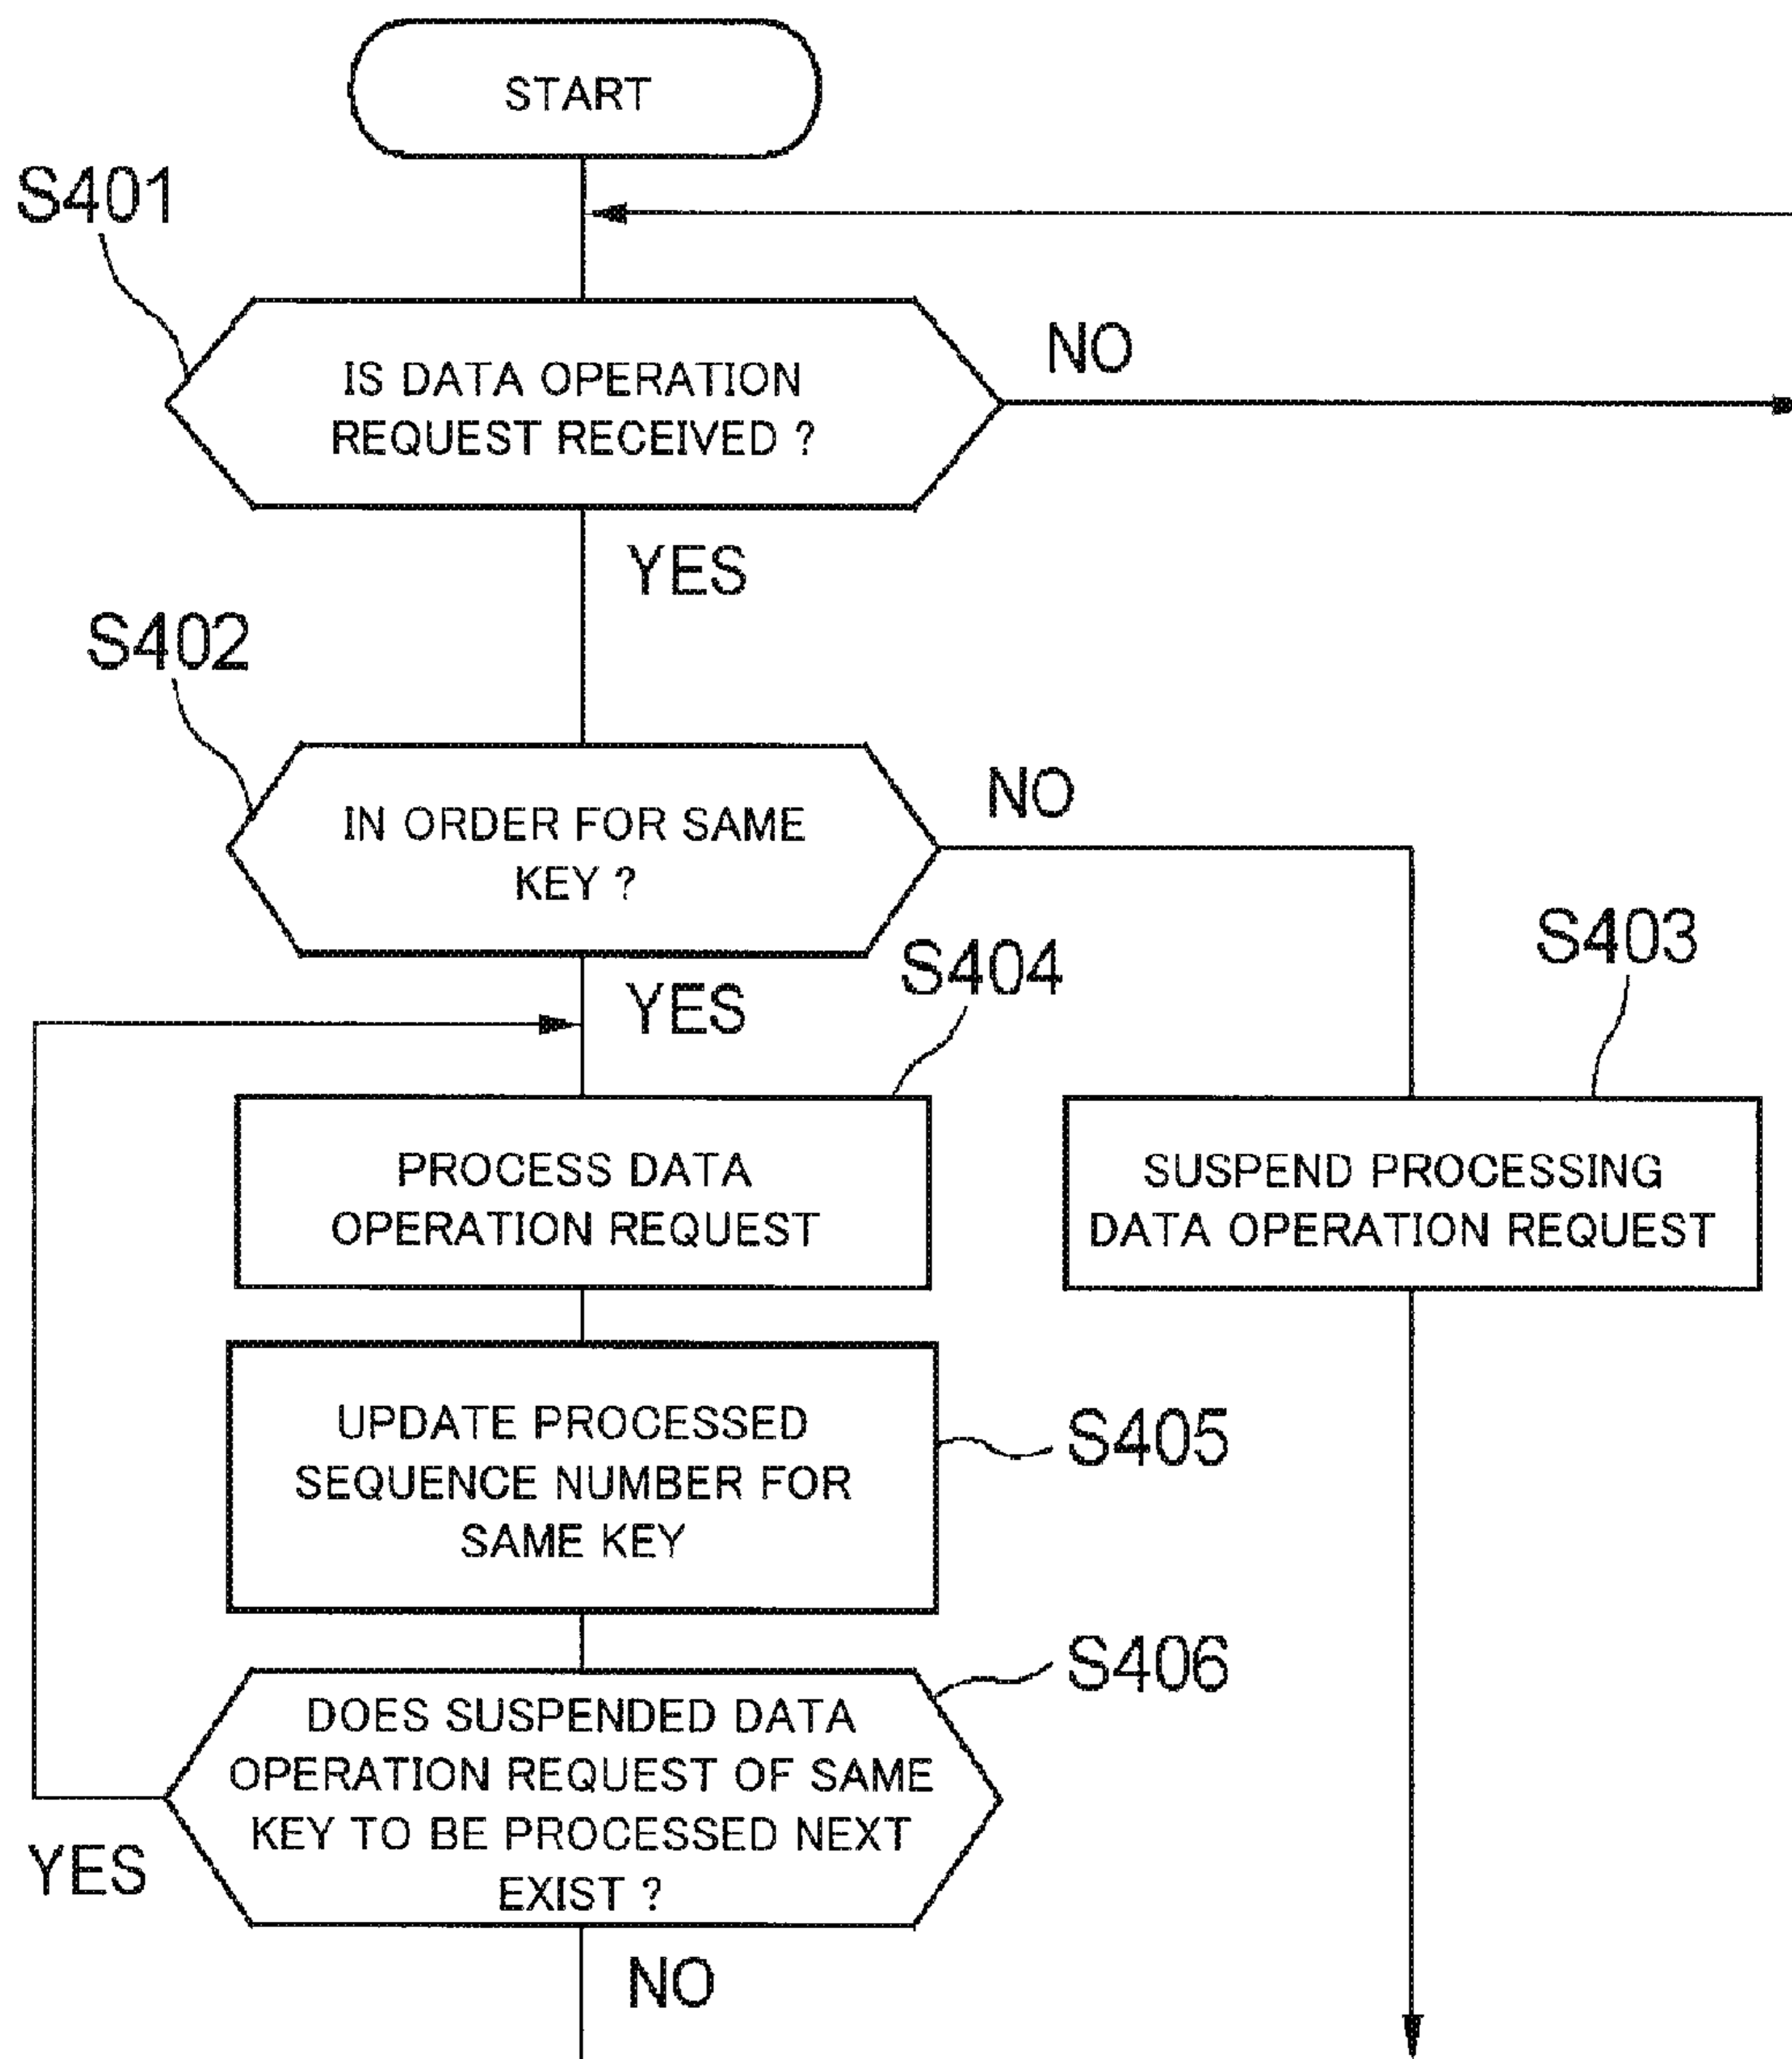 START
S401
IS DATA OPERATION
REQUEST RECEIVED ?
NO
YES
S402
IN ORDER FOR SAME
KEY ?
NO
YES
S404
S403
PROCESS DATA
OPERATION REQUEST
SUSPEND PROCESSING
DATA OPERATION REQUEST
UPDATE PROCESSED
SEQUENCE NUMBER FOR
SAME KEY
S405
S406
DOES SUSPENDED DATA
OPERATION REQUEST OF SAME
KEY TO BE PROCESSED NEXT
EXIST ?
YES
NO